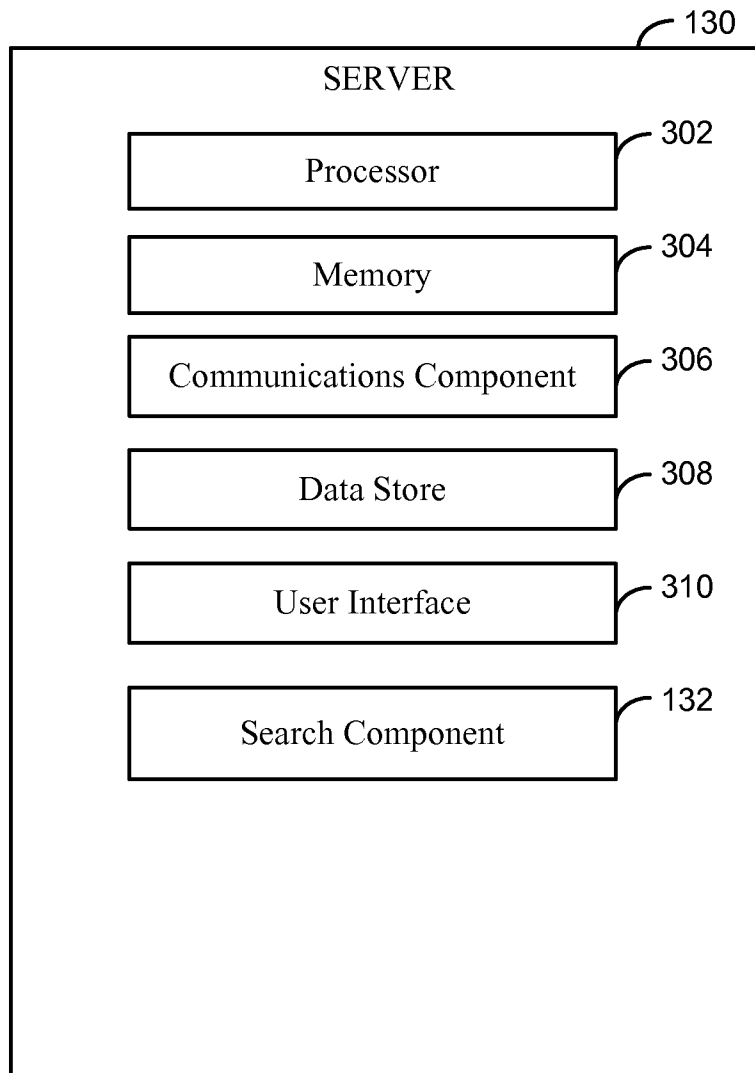 130
SERVER
302
Processor
304
Memory
306
Communications Component
308
Data Store
310
User Interface
132
Search Component